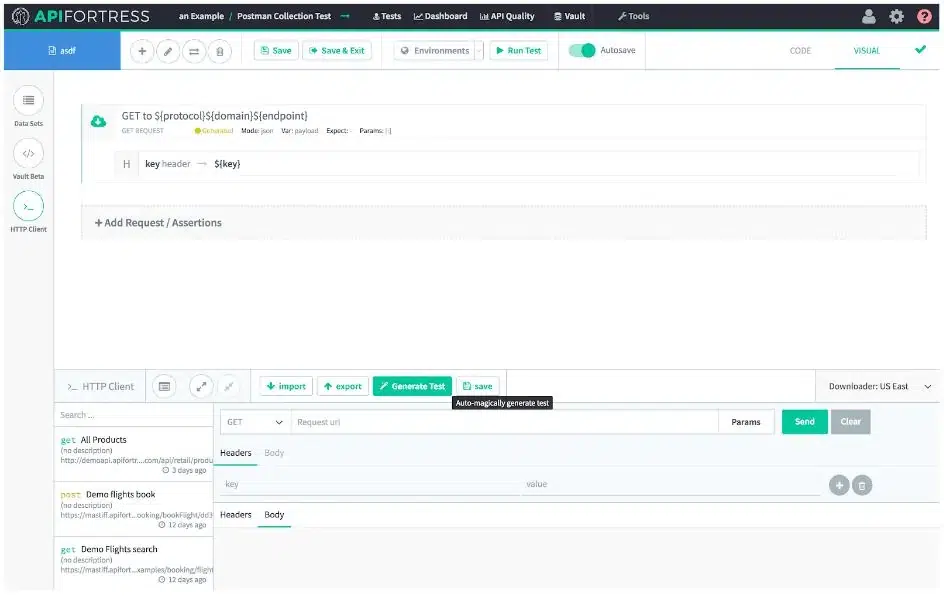 APIFORTRESS an Example / Postman Collection Test → Tests Dashboard API Quality Vault Tools
asdf Save Save & Exit Environments Run Test Autosave CODE VISUAL
Data Sets
Vault Beta
HTTP Client
GET to ${protocol}${domain}${endpoint}
GET REQUEST Generated Mode: json Var: payload Expect: - Params: [:]
H key header → ${key}
+ Add Request / Assertions
>_ HTTP Client import export Generate Test save Downloader: US East
Auto-magically generate test
Search ...
get All Products
(no description)
http://demoapi.apifortr....com/api/retail/produ
3 days ago
post Demo flights book
(no description)
https://mastiff.apifort...ooking/bookFlight/dd3
12 days ago
get Demo Flights search
(no description)
https://mastiff.apifort...xamples/booking/flight
12 days ago
GET Request url Params Send Clear
Headers Body
key value
Headers Body